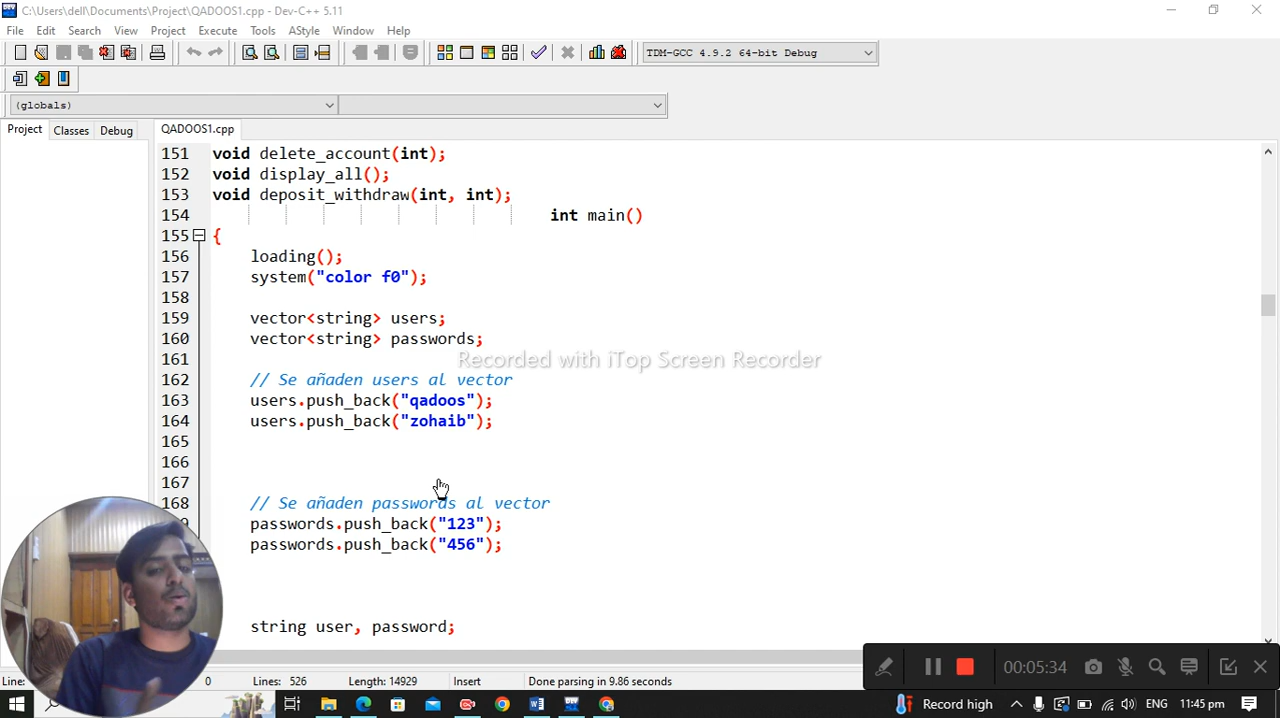 C:\Users\dell\Documents\Project\QADOOS1.cpp - Dev-C++ 5.11
File Edit Search View Project Execute Tools AStyle Window Help
TDM-GCC 4.9.2 64-bit Debug
(globals)
Project Classes Debug
QADOOS1.cpp
151 void delete_account(int);
152 void display_all();
153 void deposit_withdraw(int, int);
154 int main()
155 {
156 loading();
157 system("color f0");
158
159 vector<string> users;
160 vector<string> passwords;
Recorded with iTop Screen Recorder
161
162 // Se añaden users al vector
163 users.push_back("qadoos");
164 users.push_back("zohaib");
165
166
167
168 // Se añaden passwords al vector
passwords.push_back("123");
passwords.push_back("456");
string user, password;
00:05:34
Line: 0 Lines: 526 Length: 14929 Insert Done parsing in 9.86 seconds
Record high ENG 11:45 pm